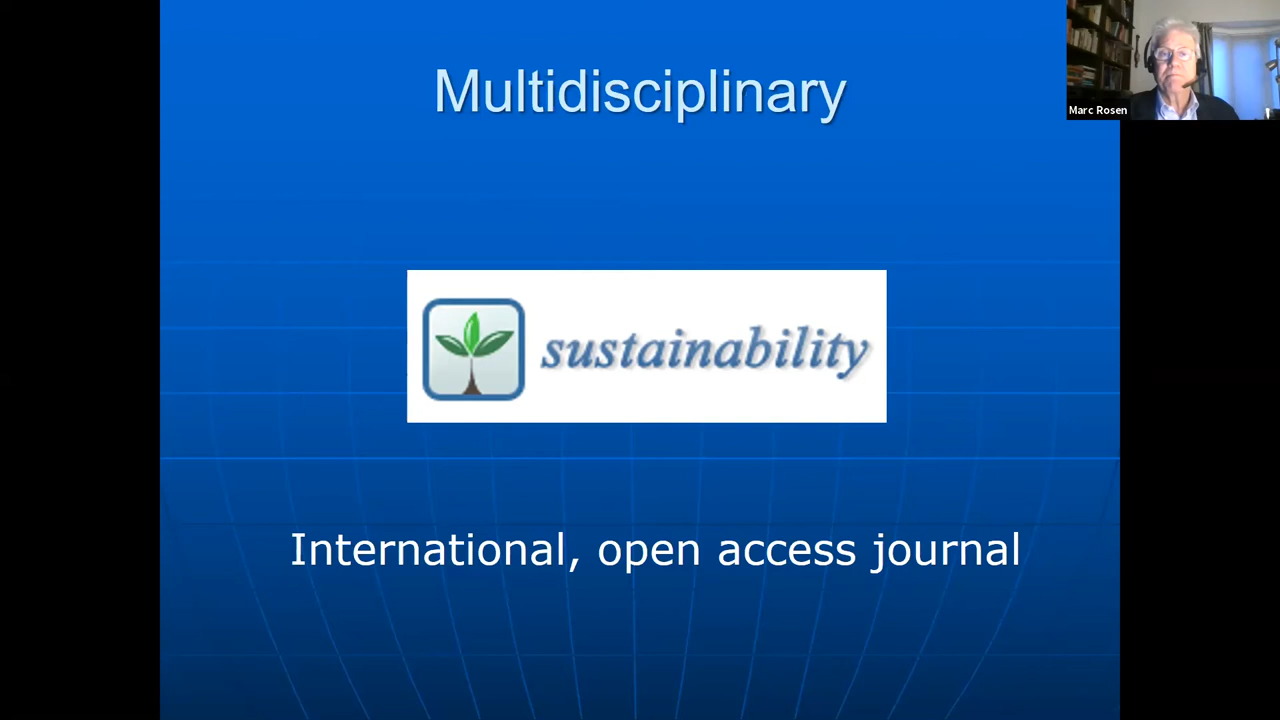 Multidisciplinary
Marc Rosen
sustainability
International, open access journal